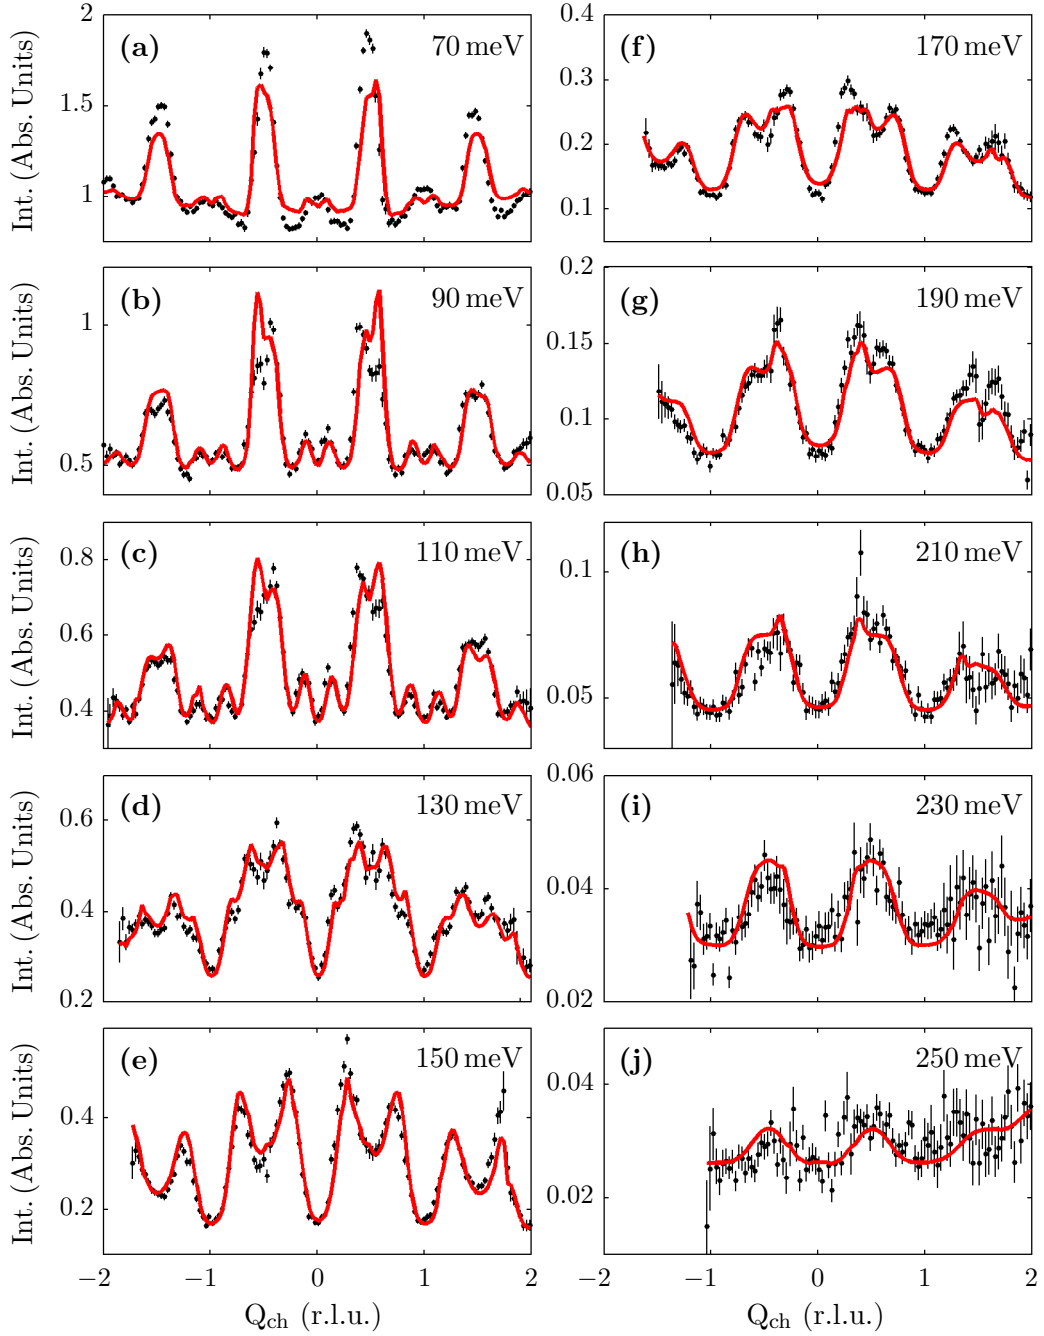 2
(a)
70 meV
1.5
1
Int. (Abs. Units)
(b)
90 meV
1
0.5
Int. (Abs. Units)
0.8
(c)
110 meV
0.6
0.4
Int. (Abs. Units)
(d)
130 meV
0.6
0.4
0.2
Int. (Abs. Units)
(e)
150 meV
0.4
0.2
Int. (Abs. Units)
−2 −1 0 1 2
Q_ch (r.l.u.)
0.4
(f)
170 meV
0.3
0.2
0.1
0.2
(g)
190 meV
0.15
0.1
0.05
(h)
210 meV
0.1
0.05
0.06
(i)
230 meV
0.04
0.02
(j)
250 meV
0.04
0.02
−2 −1 0 1 2
Q_ch (r.l.u.)